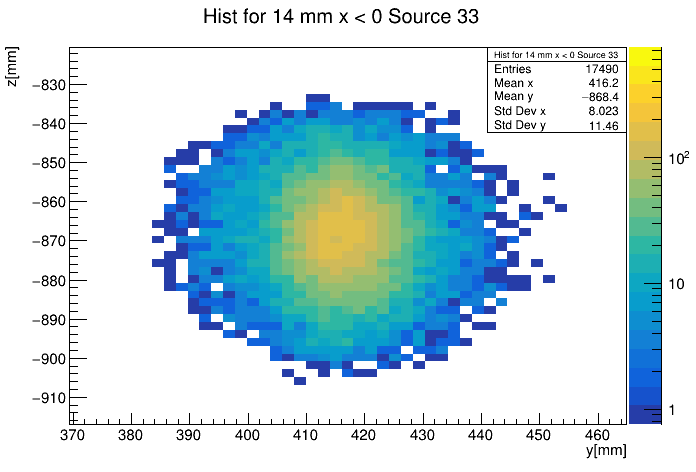 Hist for 14 mm x < 0 Source 33
z[mm]
Hist for 14 mm x < 0 Source 33
Entries 17490
Mean x 416.2
Mean y −868.4
Std Dev x 8.023
Std Dev y 11.46
−830
−840
−850
−860
−870
−880
−890
−900
−910
10²
10
1
370 380 390 400 410 420 430 440 450 460
y[mm]